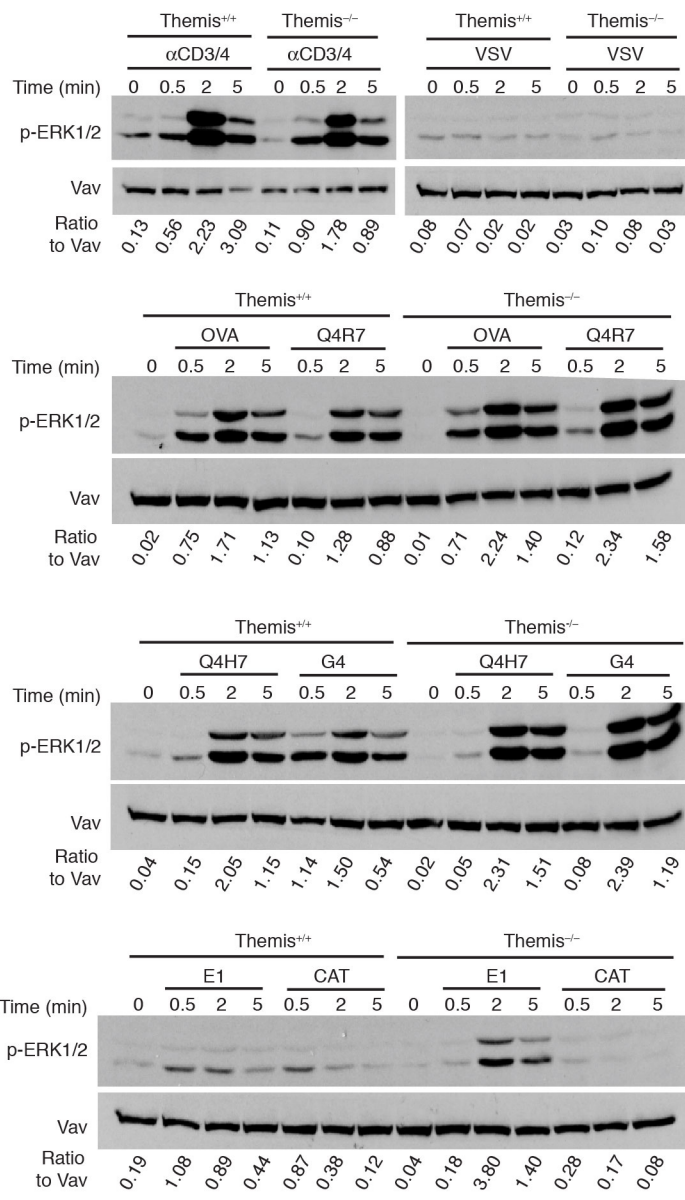 Themis+/+ Themis–/– Themis+/+ Themis–/–
αCD3/4 αCD3/4 VSV VSV
Time (min) 0 0.5 2 5 0 0.5 2 5 0 0.5 2 5 0 0.5 2 5
p-ERK1/2
Vav
Ratio to Vav 0.13 0.56 2.23 3.09 0.11 0.90 1.78 0.89 0.08 0.07 0.02 0.02 0.03 0.10 0.08 0.03
Themis+/+ Themis–/–
OVA Q4R7 OVA Q4R7
Time (min) 0 0.5 2 5 0.5 2 5 0 0.5 2 5 0.5 2 5
p-ERK1/2
Vav
Ratio to Vav 0.02 0.75 1.71 1.13 0.10 1.28 0.88 0.01 0.71 2.24 1.40 0.12 2.34 1.58
Themis+/+ Themis-/-
Q4H7 G4 Q4H7 G4
Time (min) 0 0.5 2 5 0.5 2 5 0 0.5 2 5 0.5 2 5
p-ERK1/2
Vav
Ratio to Vav 0.04 0.15 2.05 1.15 1.14 1.50 0.54 0.02 0.05 2.31 1.51 0.08 2.39 1.19
Themis+/+ Themis–/–
E1 CAT E1 CAT
Time (min) 0 0.5 2 5 0.5 2 5 0 0.5 2 5 0.5 2 5
p-ERK1/2
Vav
Ratio to Vav 0.19 1.08 0.89 0.44 0.87 0.38 0.12 0.04 0.18 3.80 1.40 0.28 0.17 0.08